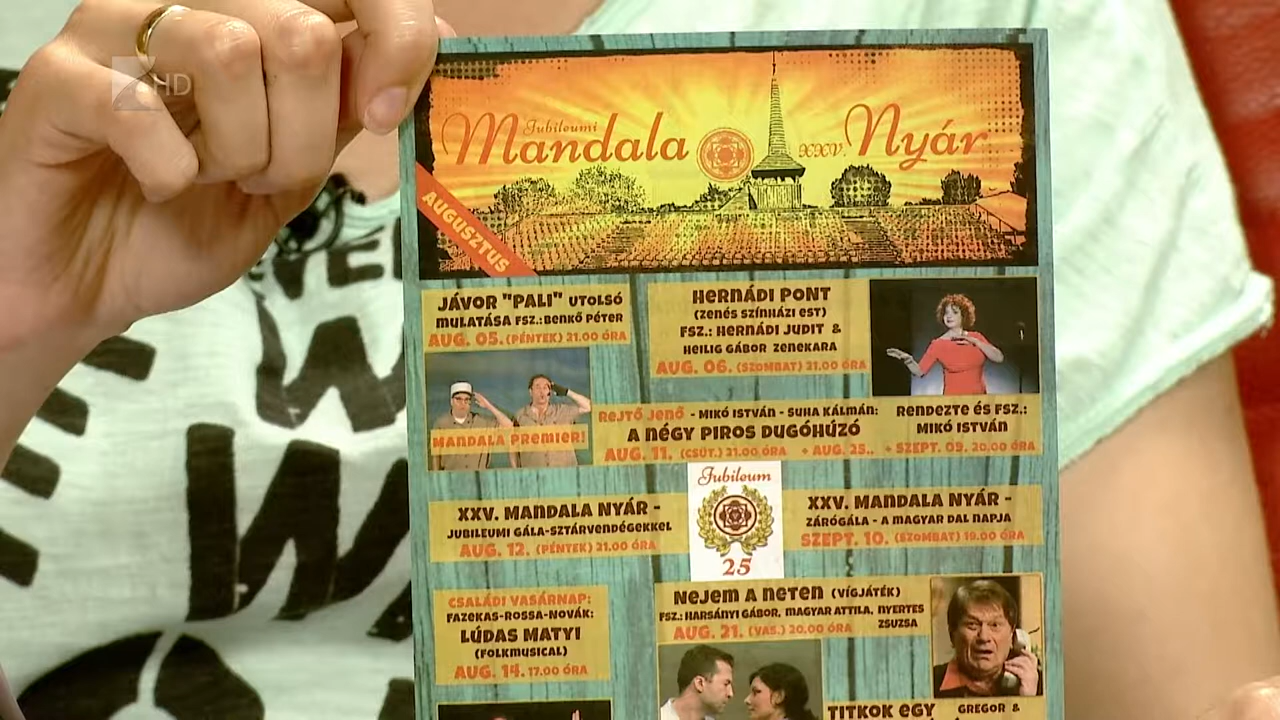 HD
Jubileumi
Mandala XXV. Nyár
AUGUSZTUS
JÁVOR "PALI" UTOLSÓ
MULATÁSA FSZ.:BENKŐ PÉTER
AUG. 05. (PÉNTEK) 21.00 ÓRA
HERNÁDI PONT
(ZENÉS SZÍNHÁZI EST)
FSZ.: HERNÁDI JUDIT &
HEILIG GÁBOR ZENEKARA
AUG. 06. (SZOMBAT) 21.00 ÓRA
MANDALA PREMIER!
REJTŐ JENŐ - MIKÓ ISTVÁN - SUHA KÁLMÁN:
A NÉGY PIROS DUGÓHÚZÓ
RENDEZTE ÉS FSZ.:
MIKÓ ISTVÁN
AUG. 11. (CSÜT.) 21.00 ÓRA + AUG. 25.. + SZEPT. 09. 20.00 ÓRA
XXV. MANDALA NYÁR -
JUBILEUMI GÁLA-SZTÁRVENDÉGEKKEL
AUG. 12. (PÉNTEK) 21.00 ÓRA
Jubileum
25
XXV. MANDALA NYÁR -
ZÁRÓGÁLA - A MAGYAR DAL NAPJA
SZEPT. 10. (SZOMBAT) 19.00 ÓRA
CSALÁDI VASÁRNAP:
FAZEKAS-ROSSA-NOVÁK:
LÚDAS MATYI
(FOLKMUSICAL)
AUG. 14. 17.00 ÓRA
NEJEM A NETEN (VÍGJÁTÉK)
FSZ.: HARSÁNYI GÁBOR, MAGYAR ATTILA, NYERTES
ZSUZSA
AUG. 21. (VAS.) 20.00 ÓRA
TITKOK EGY GREGOR &